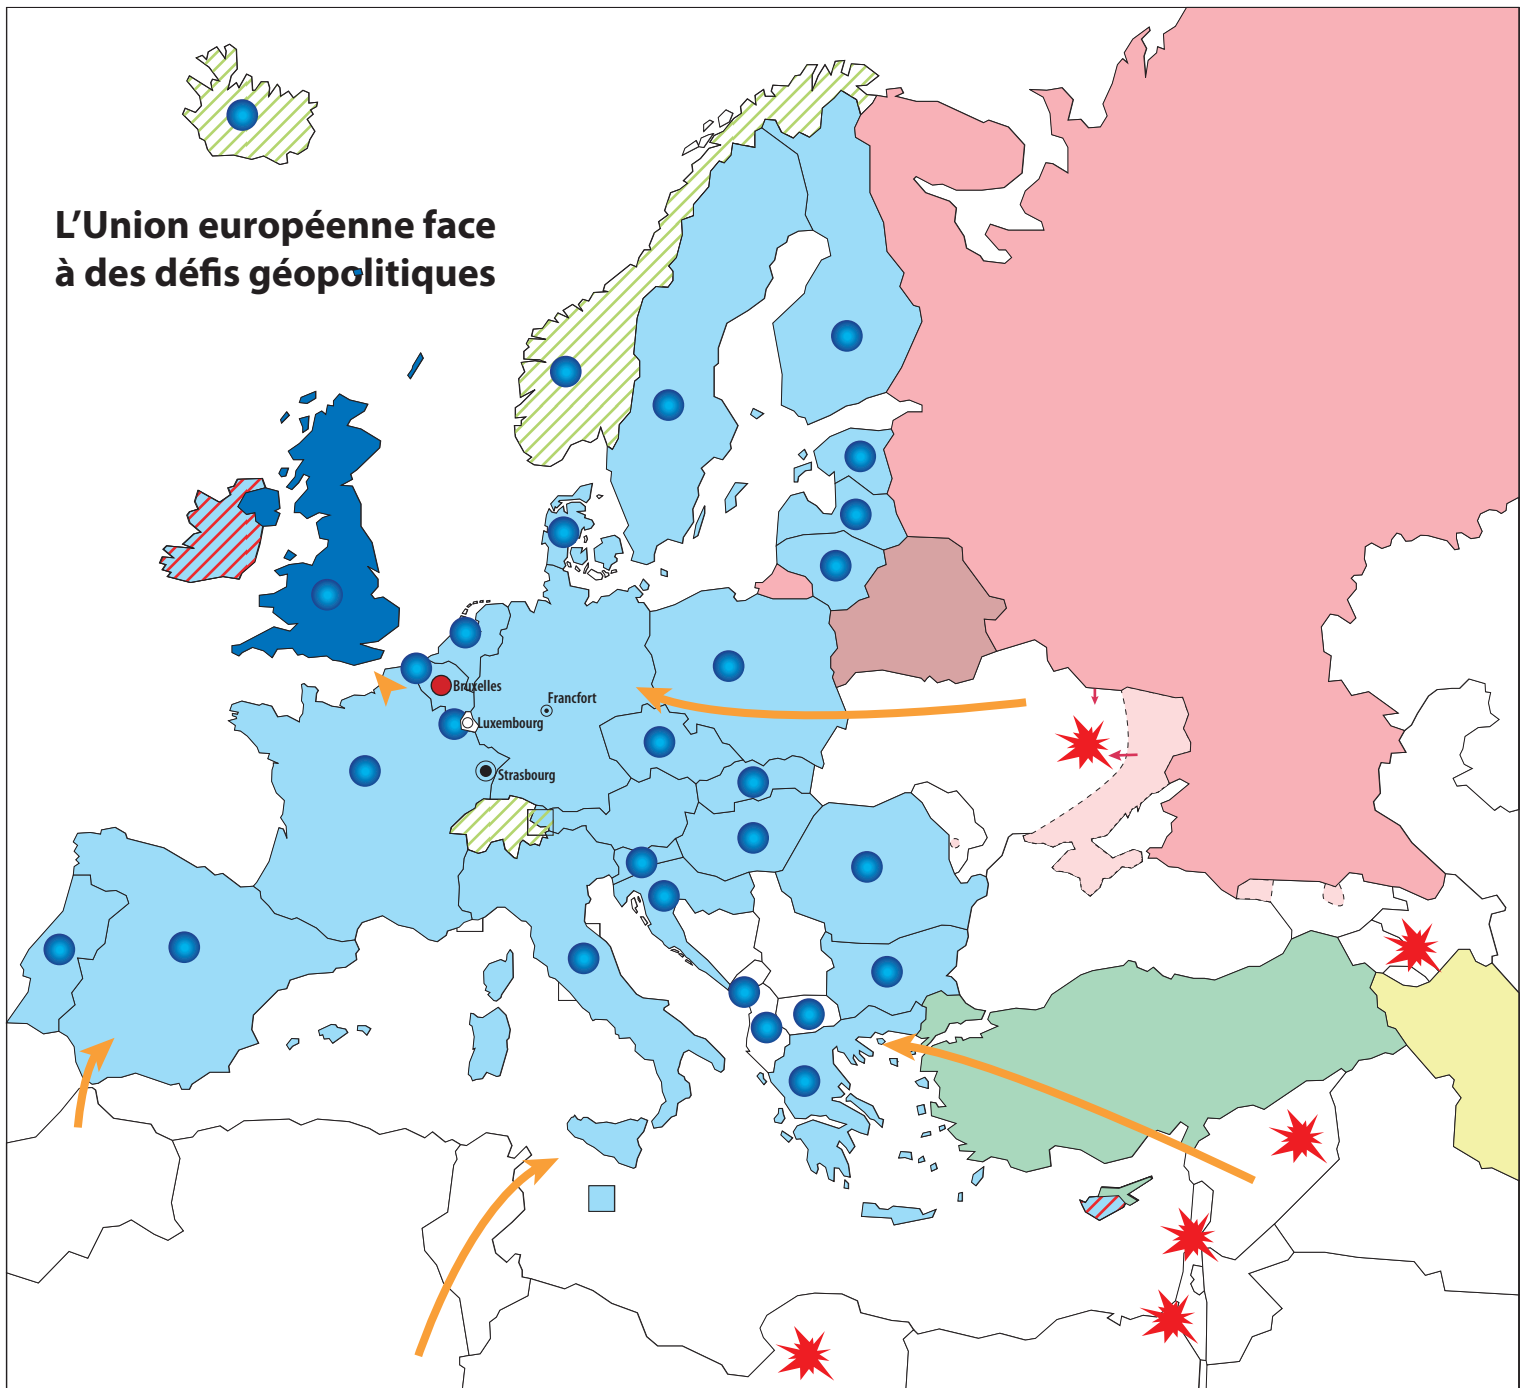 L’Union européenne face
à des défis géopolitiques
Bruxelles
Francfort
Luxembourg
Strasbourg